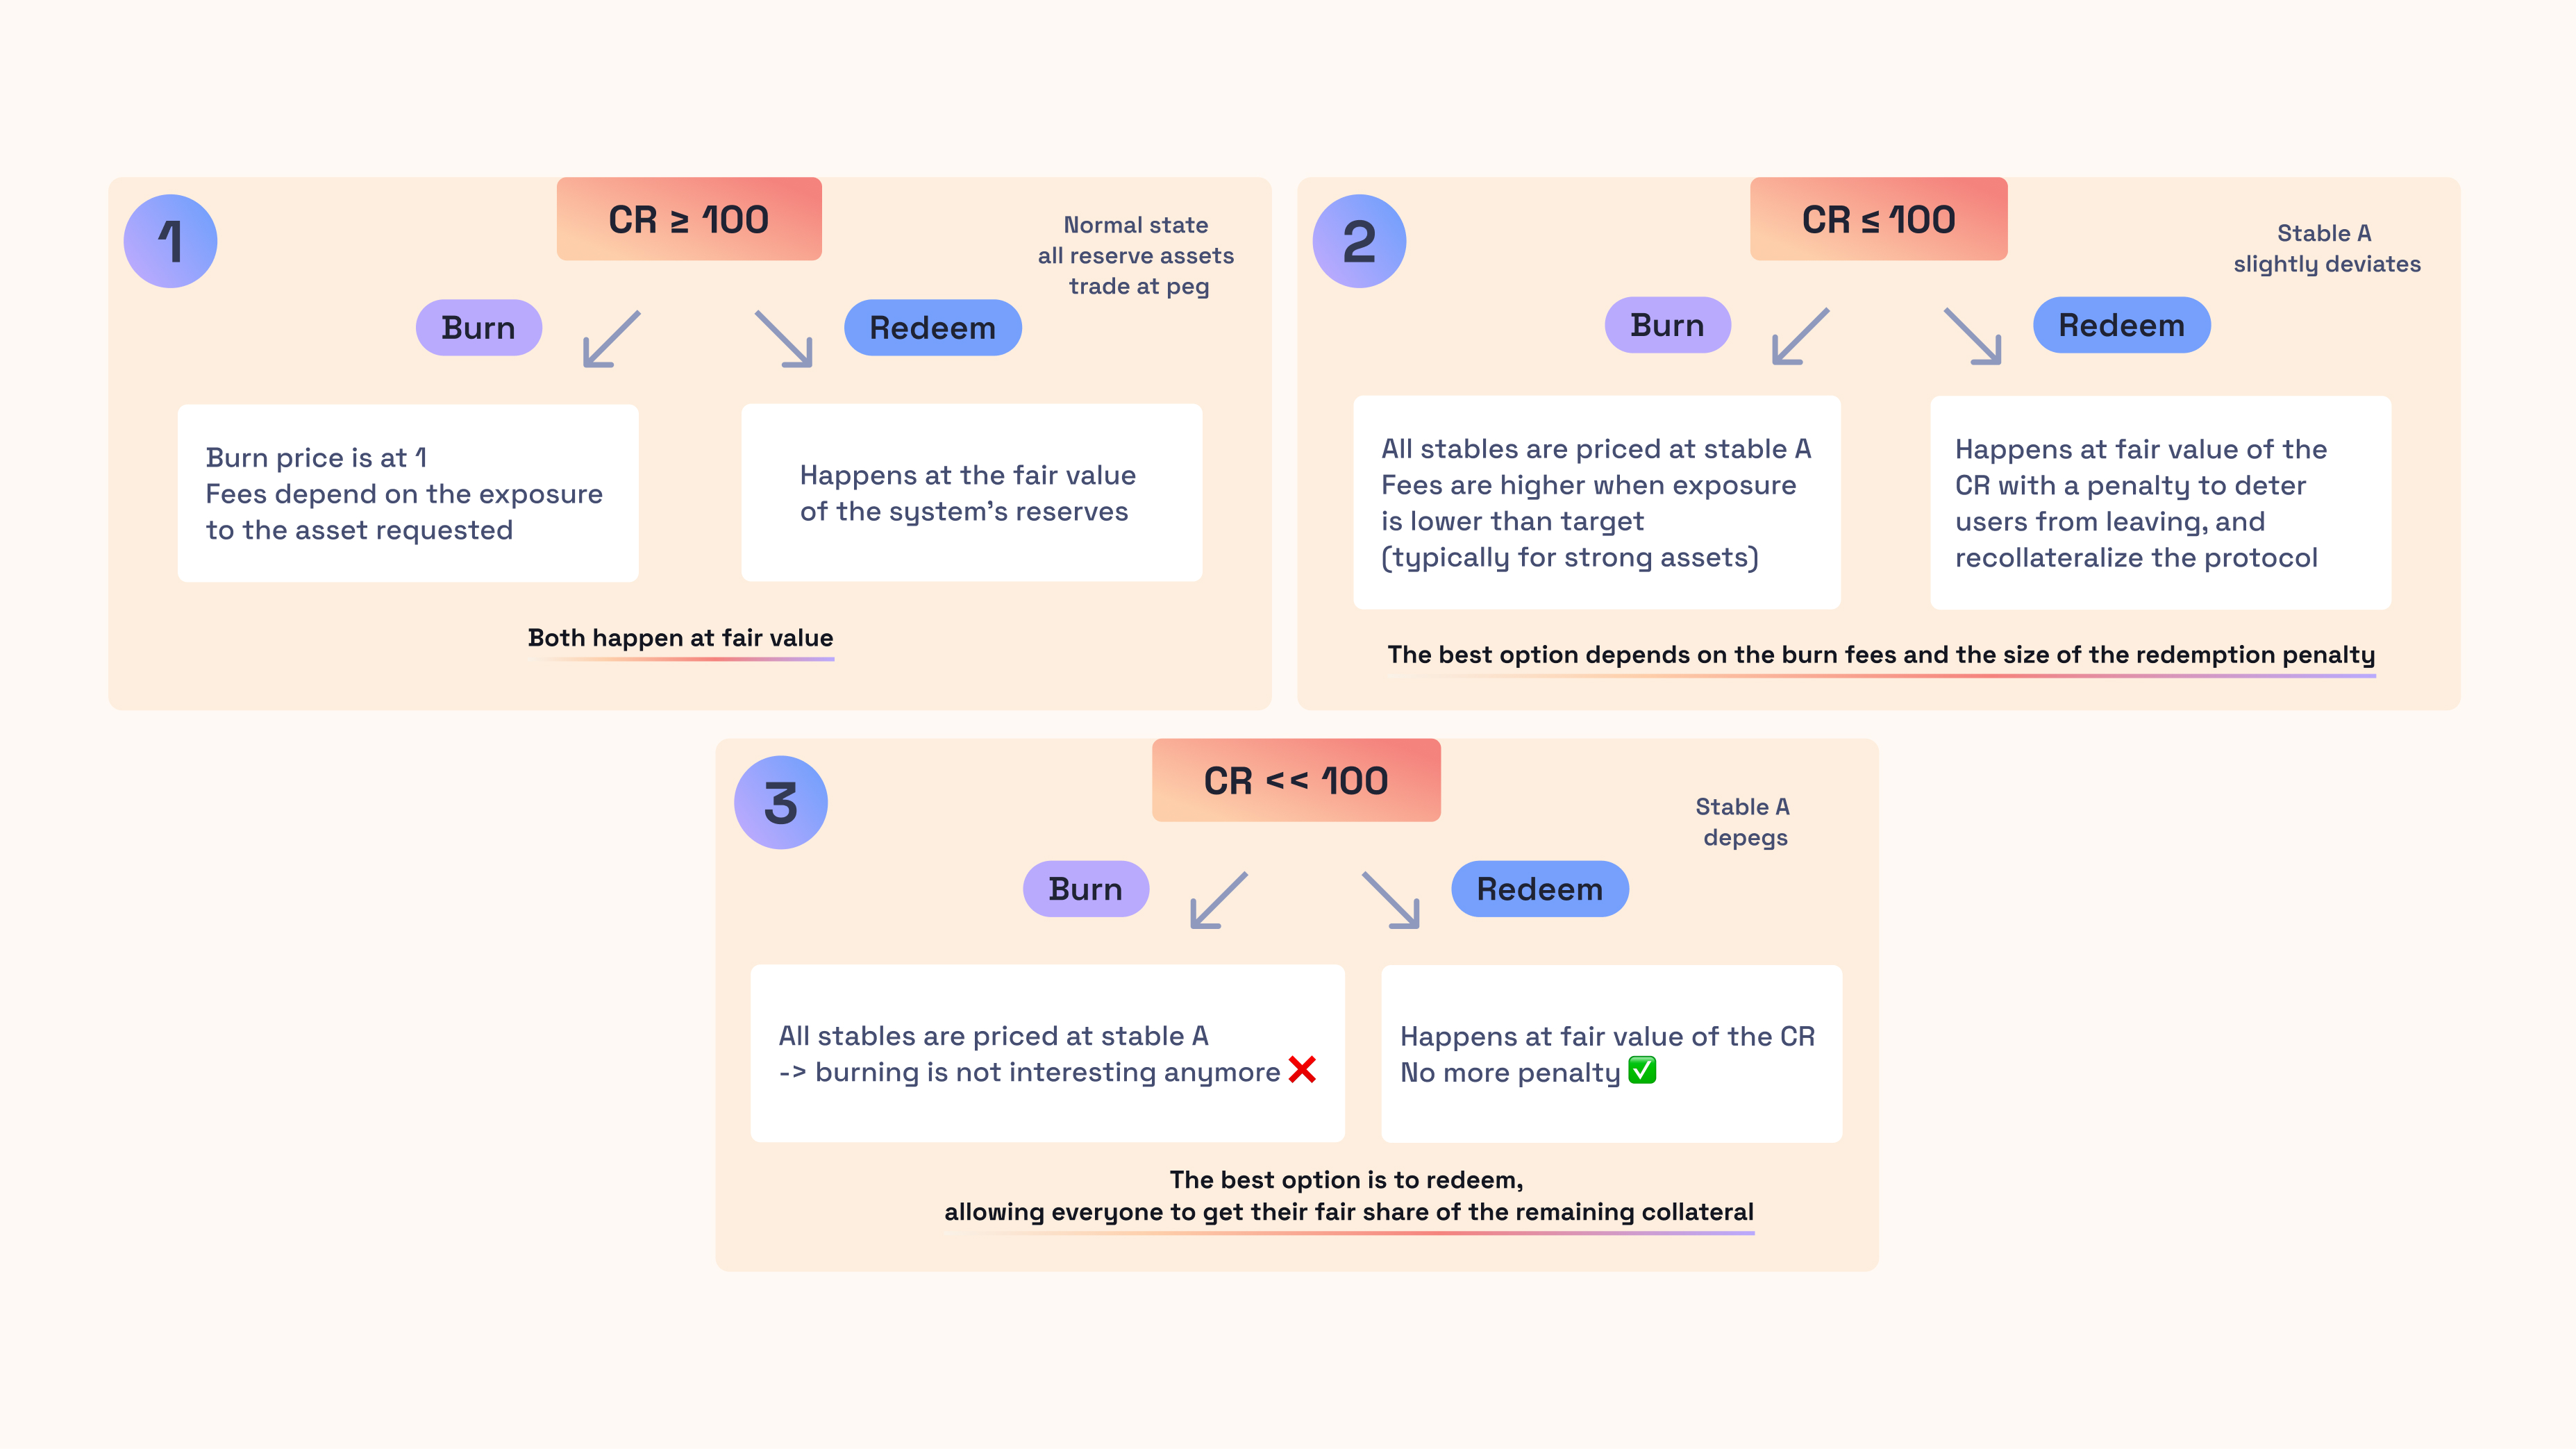 1
CR ≥ 100
Normal state
all reserve assets
trade at peg
Burn
Redeem
Burn price is at 1
Fees depend on the exposure
to the asset requested
Happens at the fair value
of the system's reserves
Both happen at fair value
2
CR ≤ 100
Stable A
slightly deviates
Burn
Redeem
All stables are priced at stable A
Fees are higher when exposure
is lower than target
(typically for strong assets)
Happens at fair value of the
CR with a penalty to deter
users from leaving, and
recollateralize the protocol
The best option depends on the burn fees and the size of the redemption penalty
3
CR << 100
Stable A
depegs
Burn
Redeem
All stables are priced at stable A
-> burning is not interesting anymore ❌
Happens at fair value of the CR
No more penalty ✅
The best option is to redeem,
allowing everyone to get their fair share of the remaining collateral